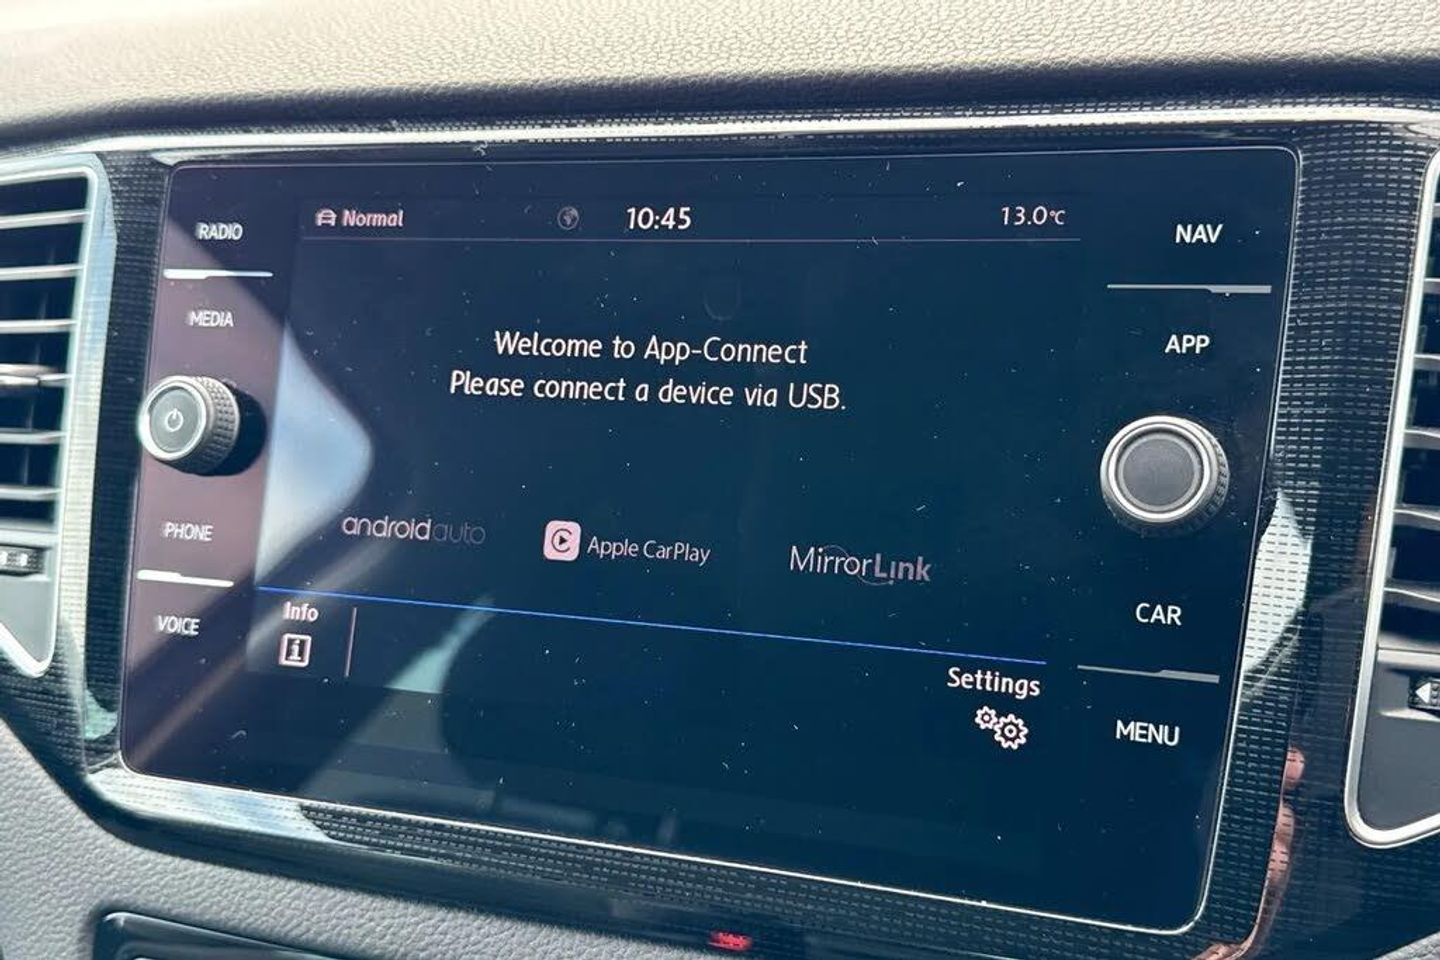 RADIO
MEDIA
PHONE
VOICE
Normal
10:45
13.0°C
Welcome to App-Connect
Please connect a device via USB.
androidauto
Apple CarPlay
MirrorLink
Info
i
Settings
NAV
APP
CAR
MENU